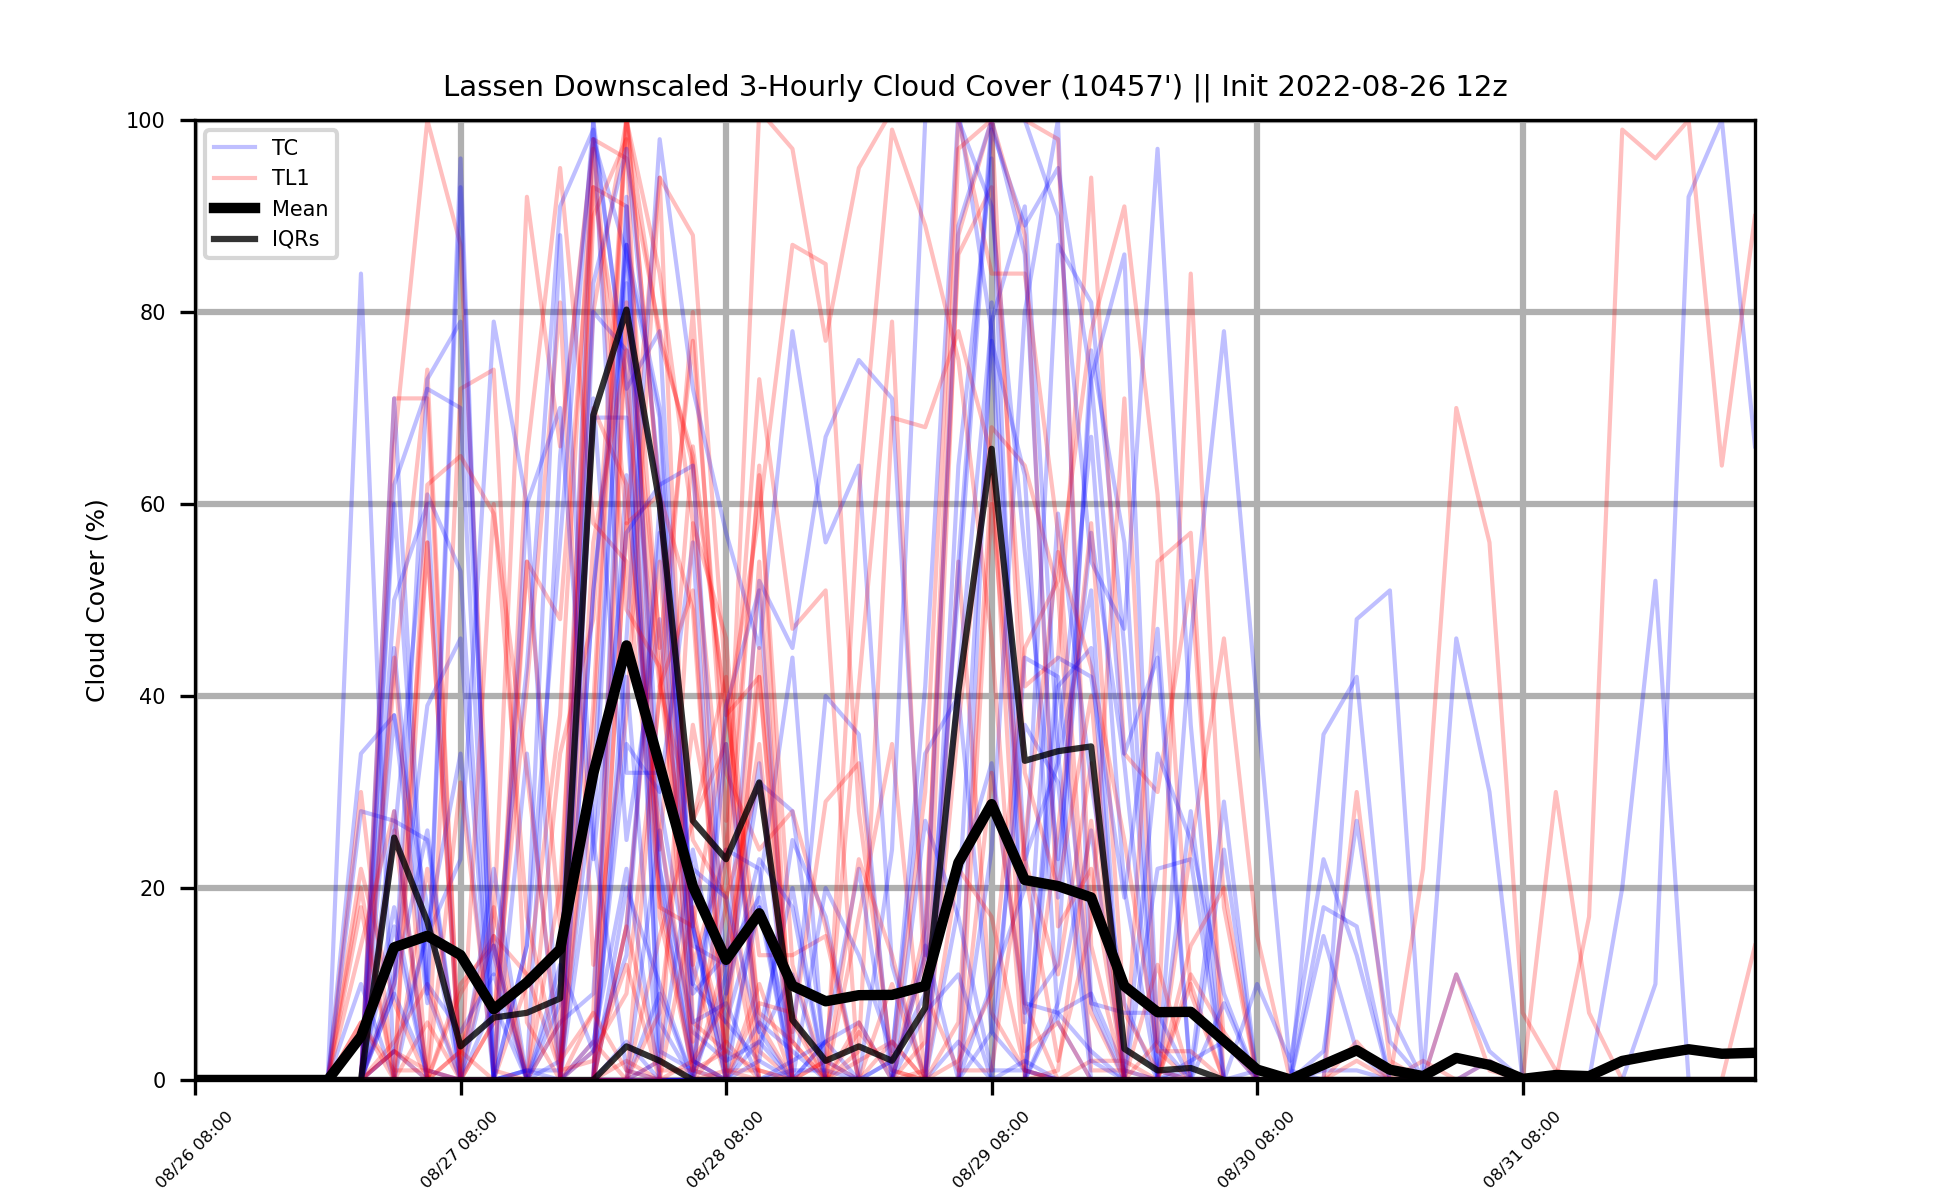 Lassen Downscaled 3-Hourly Cloud Cover (10457') || Init 2022-08-26 12z
TC
TL1
Mean
IQRs
Cloud Cover (%)
100
80
60
40
20
0
08/26 08:00
08/27 08:00
08/28 08:00
08/29 08:00
08/30 08:00
08/31 08:00